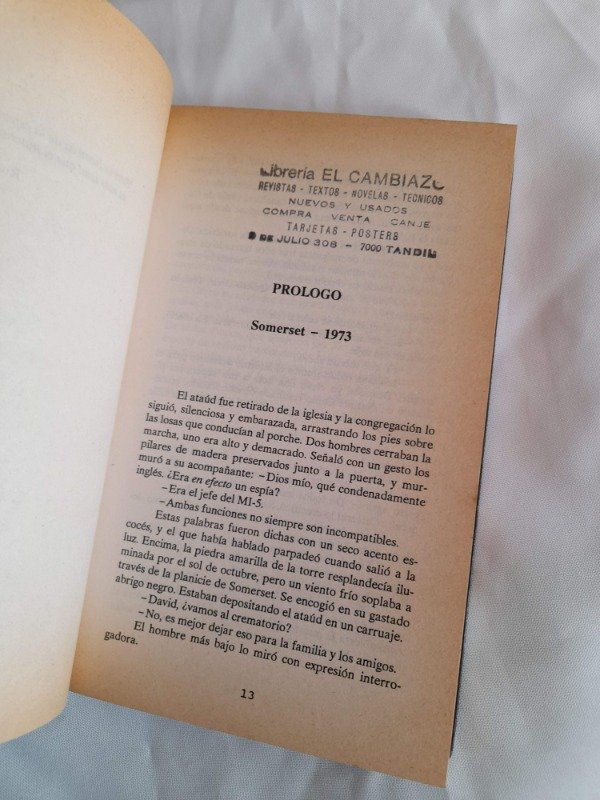 Librería EL CAMBIAZO
REVISTAS - TEXTOS - NOVELAS - TECNICOS
NUEVOS Y USADOS
COMPRA VENTA CANJE
TARJETAS - POSTERS
9 DE JULIO 308 - 7000 TANDIL
PROLOGO
Somerset – 1973
El ataúd fue retirado de la iglesia y la congregación lo
siguió, silenciosa y embarazada, arrastrando los pies sobre
las losas que conducían al porche. Dos hombres cerraban la
marcha, uno era alto y demacrado. Señaló con un gesto los
pilares de madera preservados junto a la puerta, y mur-
muró a su acompañante; –Dios mío, qué condenadamente
inglés. ¿Era en efecto un espía?
–Era el jefe del MI-5.
–Ambas funciones no siempre son incompatibles.
Estas palabras fueron dichas con un seco acento es-
cocés, y el que había hablado parpadeó cuando salió a la
luz. Encima, la piedra amarilla de la torre resplandecía ilu-
minada por el sol de octubre, pero un viento frío soplaba a
través de la planicie de Somerset. Se encogió en su gastado
abrigo negro. Estaban depositando el ataúd en un carruaje.
–David, ¿vamos al crematorio?
–No, es mejor dejar eso para la familia y los amigos.
El hombre más bajo lo miró con expresión interro-
gadora.
13